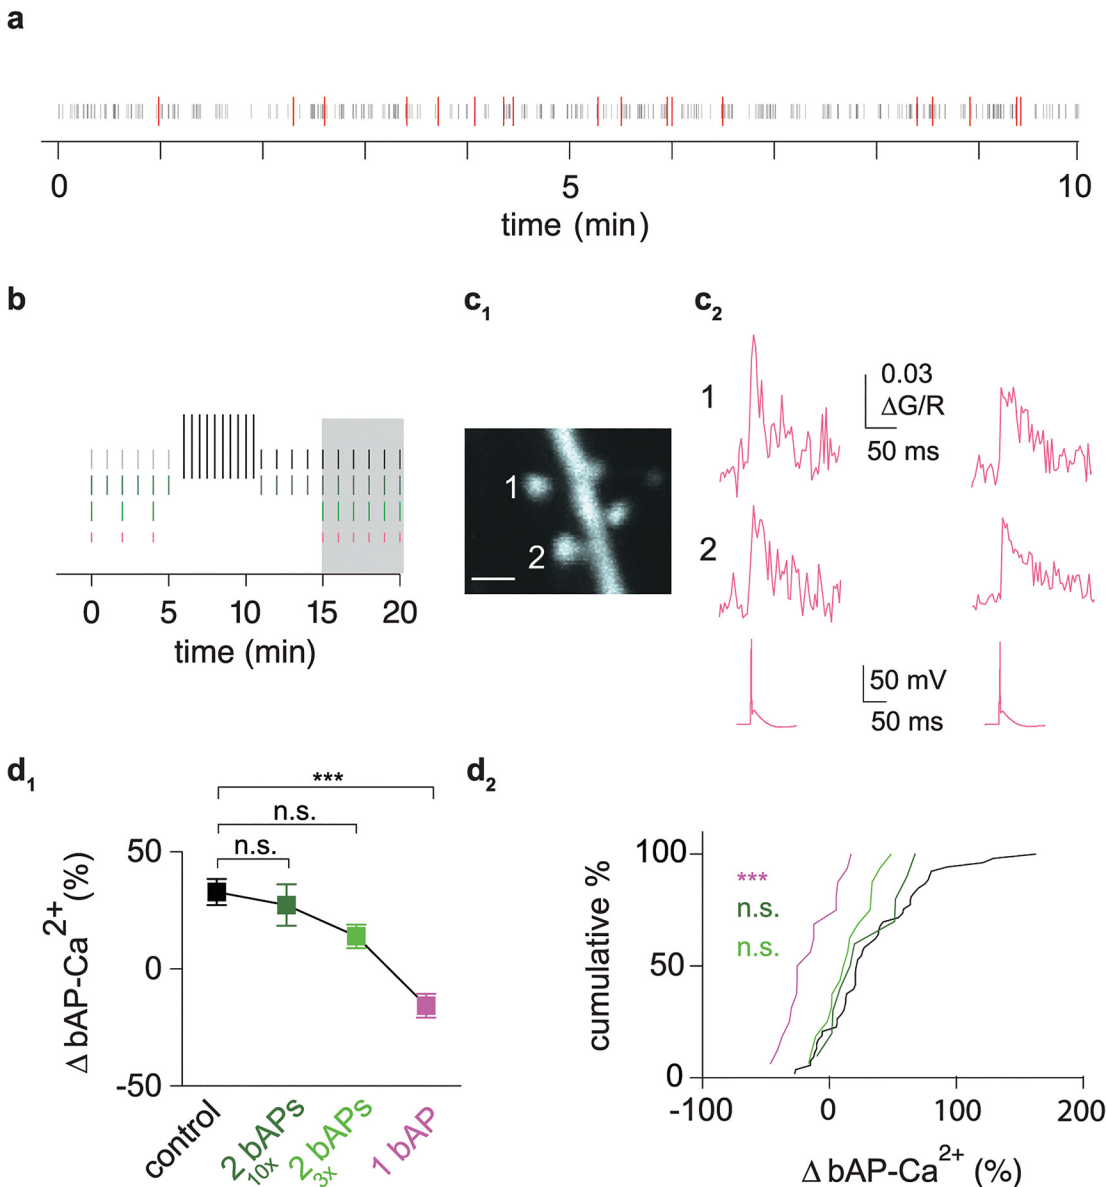 a
0 5 10
time (min)
b
0 5 10 15 20
time (min)
c1
1
2
c2
1
0.03
ΔG/R
50 ms
2
50 mV
50 ms
d1
***
n.s.
n.s.
50
0
-50
Δ bAP-Ca2+ (%)
control
2 bAPs
10x
2 bAPs
3x
1 bAP
d2
100
50
0
cumulative %
***
n.s.
n.s.
-100 0 100 200
Δ bAP-Ca2+ (%)